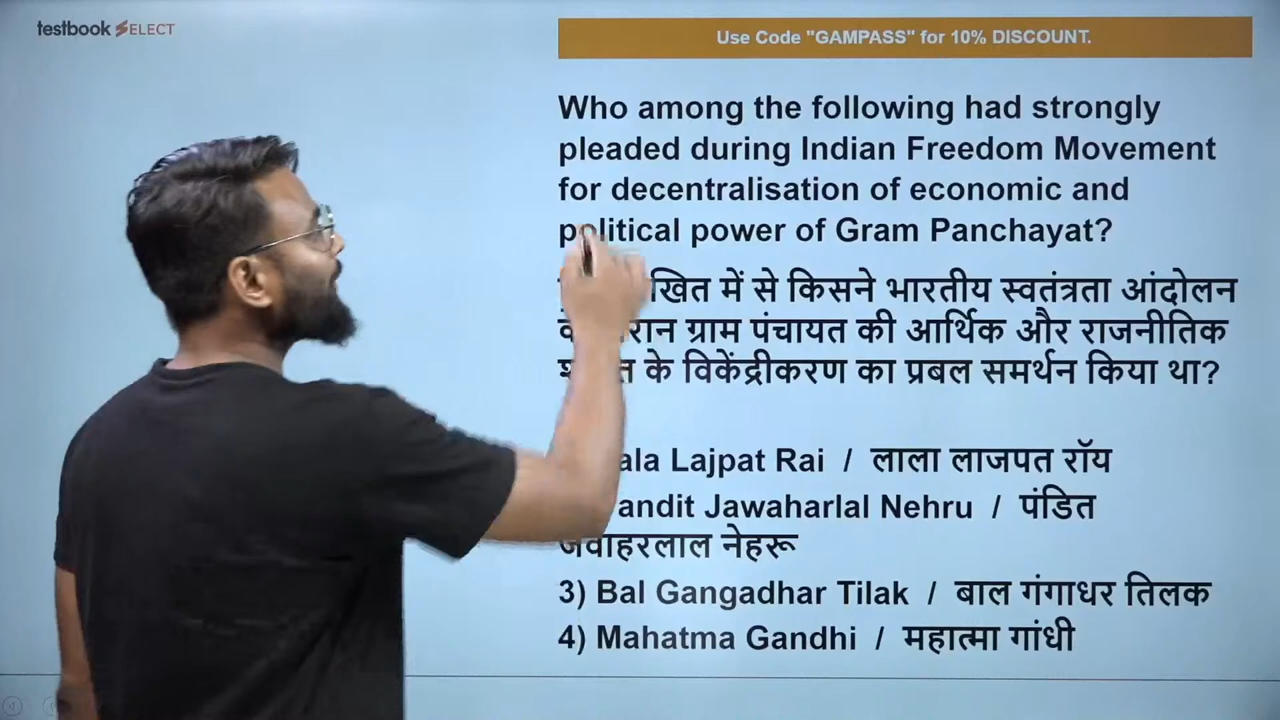 testbook SELECT
Use Code "GAMPASS" for 10% DISCOUNT.
Who among the following had strongly
pleaded during Indian Freedom Movement
for decentralisation of economic and
political power of Gram Panchayat?
में से किसने भारतीय स्वतंत्रता आंदोलन
ग्राम पंचायत की आर्थिक और राजनीतिक
के विकेंद्रीकरण का प्रबल समर्थन किया था?
Lajpat Rai / लाला लाजपत रॉय
Jawaharlal Nehru / पंडित
जवाहरलाल नेहरू
3) Bal Gangadhar Tilak / बाल गंगाधर तिलक
4) Mahatma Gandhi / महात्मा गांधी